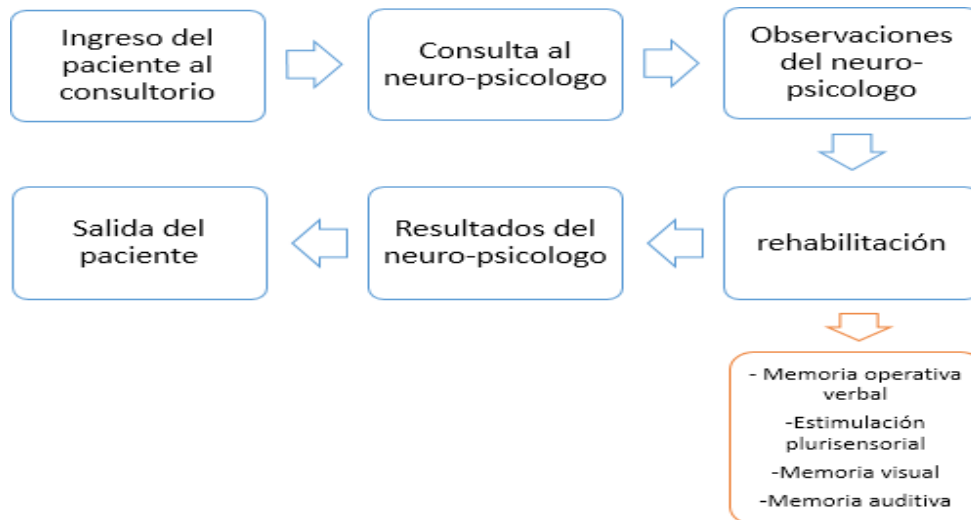 Ingreso del
paciente al
consultorio
Consulta al
neuro-psicologo
Observaciones
del neuro-
psicologo
rehabilitación
Resultados del
neuro-psicologo
Salida del
paciente
- Memoria operativa
verbal
-Estimulación
plurisensorial
-Memoria visual
-Memoria auditiva